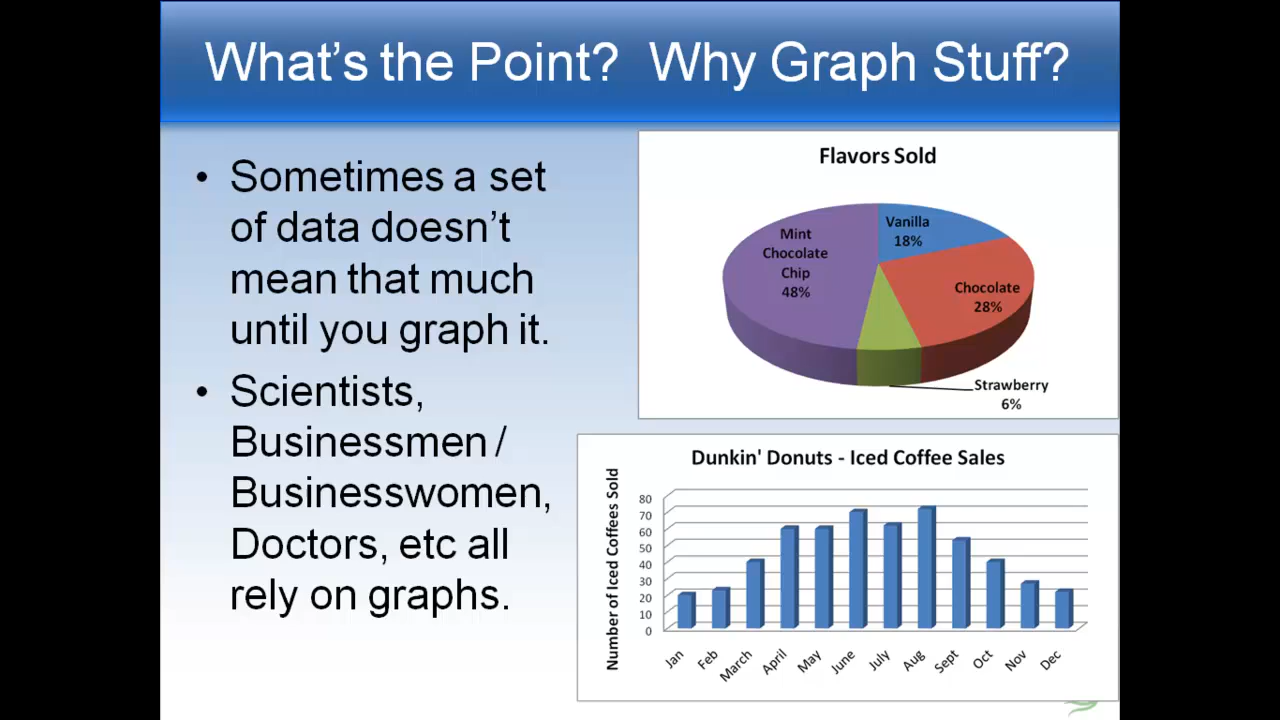 What's the Point?  Why Graph Stuff?
• Sometimes a set
of data doesn't
mean that much
until you graph it.
• Scientists,
Businessmen /
Businesswomen,
Doctors, etc all
rely on graphs.
Flavors Sold
Mint
Chocolate
Chip
48%
Vanilla
18%
Chocolate
28%
Strawberry
6%
Dunkin' Donuts - Iced Coffee Sales
Number of Iced Coffees Sold
80
70
60
50
40
30
20
10
0
Jan
Feb
March
April
May
June
July
Aug
Sept
Oct
Nov
Dec